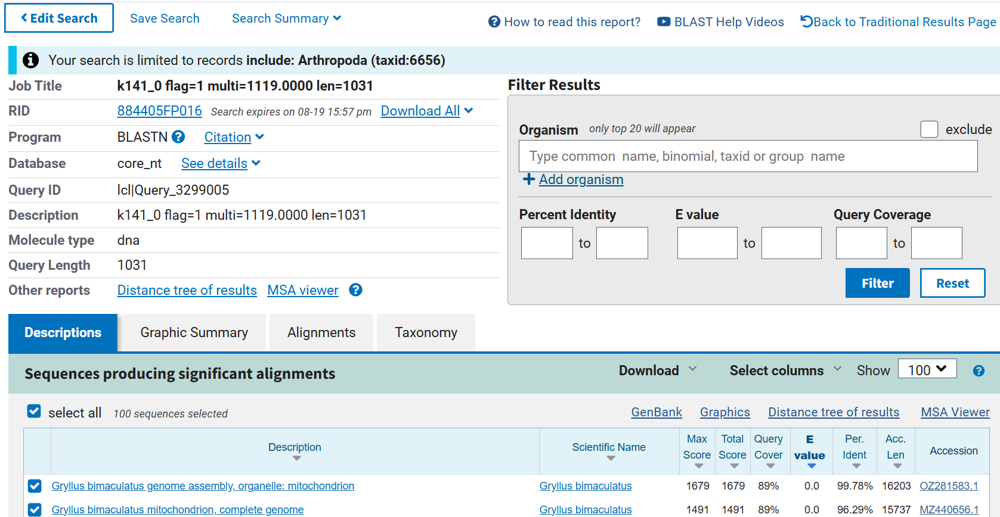 Edit Search
Save Search
Search Summary
How to read this report?
BLAST Help Videos
Back to Traditional Results Page
Your search is limited to records include: Arthropoda (taxid:6656)
Job Title k141_0 flag=1 multi=1119.0000 len=1031
RID 884405FP016 Search expires on 08-19 15:57 pm Download All
Program BLASTN Citation
Database core_nt See details
Query ID lcl|Query_3299005
Description k141_0 flag=1 multi=1119.0000 len=1031
Molecule type dna
Query Length 1031
Other reports Distance tree of results MSA viewer
Filter Results
Organism only top 20 will appear exclude
Type common name, binomial, taxid or group name
Add organism
Percent Identity E value Query Coverage
to to to
Filter Reset
Descriptions Graphic Summary Alignments Taxonomy
Sequences producing significant alignments Download Select columns Show 100
select all 100 sequences selected GenBank Graphics Distance tree of results MSA Viewer
Description Scientific Name Max Score Total Score Query Cover E value Per. Ident Acc. Len Accession
Gryllus bimaculatus genome assembly, organelle: mitochondrion Gryllus bimaculatus 1679 1679 89% 0.0 99.78% 16203 OZ281583.1
Gryllus bimaculatus mitochondrion, complete genome Gryllus bimaculatus 1491 1491 89% 0.0 96.29% 15737 MZ440656.1